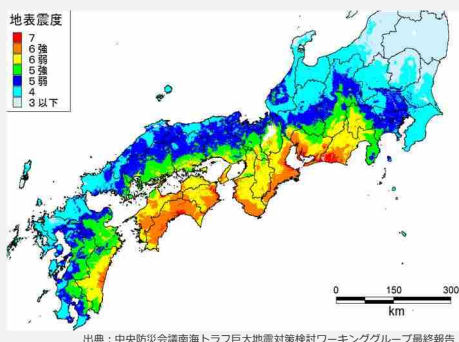 地表震度
7
6強
6弱
5強
5弱
4
3以下
0 150 300
km
出典：中央防災会議南海トラフ巨大地震対策検討ワーキンググループ最終報告